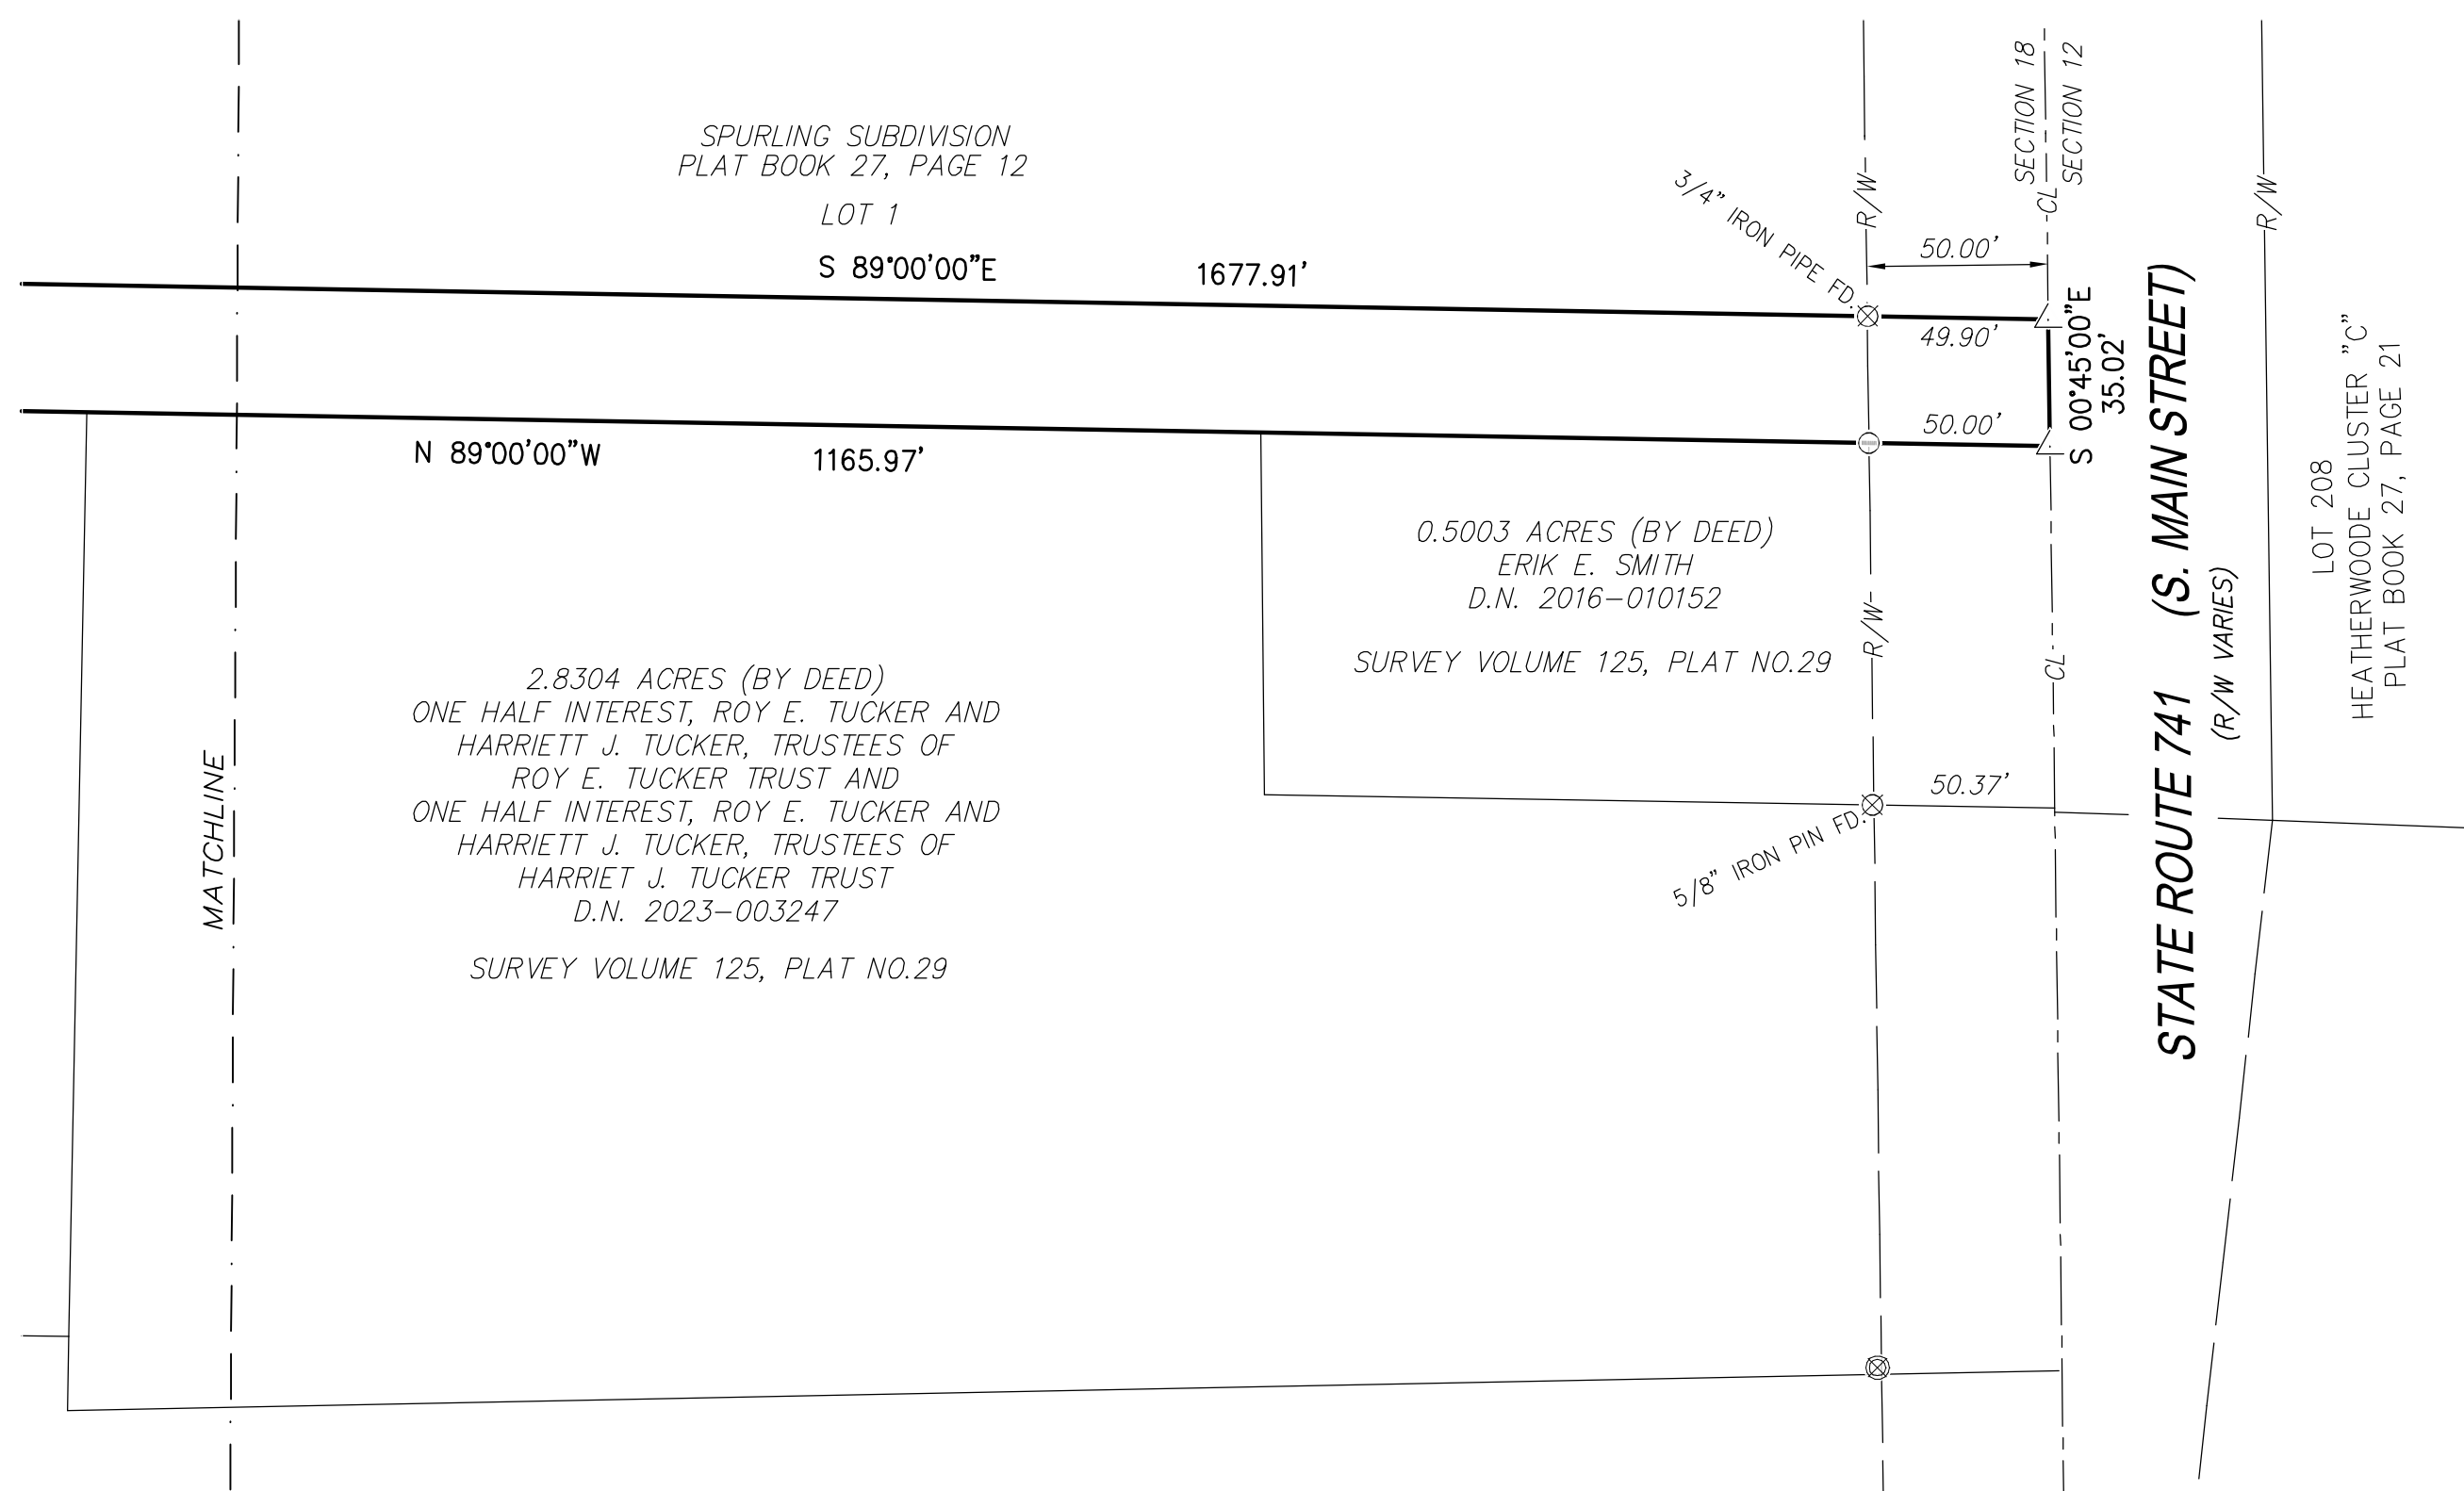 SPURLING SUBDIVISION
PLAT BOOK 27, PAGE 12
LOT 1
S 89°00'00"E
1677.91'
3/4" IRON PIPE FD.
R/W
50.00'
SECTION 18
CL
SECTION 12
R/W
49.90'
S 00°45'00"E
35.02'
50.00'
N 89°00'00"W
1165.97'
0.5003 ACRES (BY DEED)
ERIK E. SMITH
D.N. 2016-010152
SURVEY VOLUME 125, PLAT NO.29
R/W
CL
50.37'
5/8" IRON PIN FD.
STATE ROUTE 741 (S. MAIN STREET)
(R/W VARIES)
LOT 208
HEATHERWOODE CLUSTER "C"
PLAT BOOK 27, PAGE 21
MATCHLINE
2.8304 ACRES (BY DEED)
ONE HALF INTEREST, ROY E. TUCKER AND
HARRIETT J. TUCKER, TRUSTEES OF
ROY E. TUCKER TRUST AND
ONE HALF INTEREST, ROY E. TUCKER AND
HARRIETT J. TUCKER, TRUSTEES OF
HARRIET J. TUCKER TRUST
D.N. 2023-003247
SURVEY VOLUME 125, PLAT NO.29